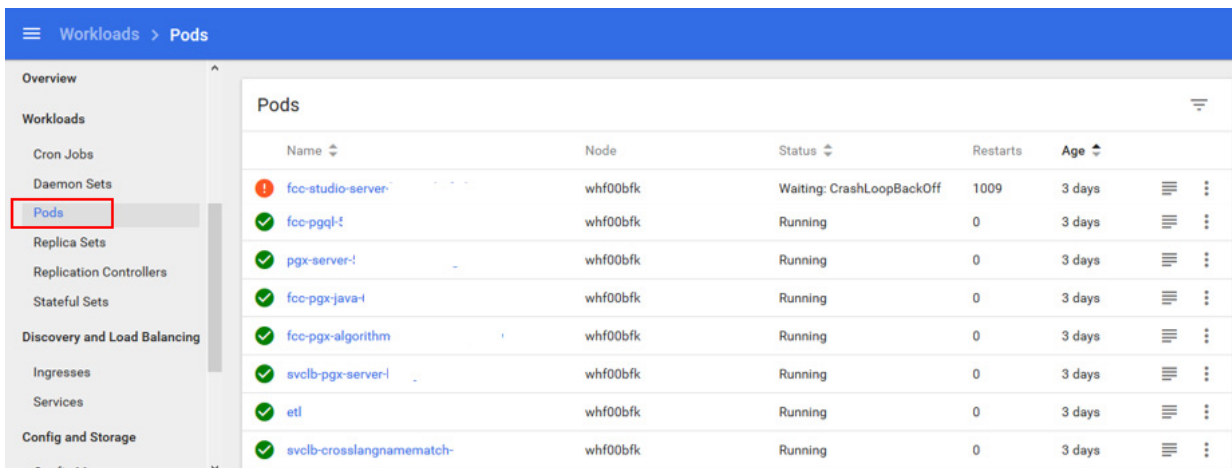 Workloads > Pods
Overview
Workloads
Cron Jobs
Daemon Sets
Pods
Replica Sets
Replication Controllers
Stateful Sets
Discovery and Load Balancing
Ingresses
Services
Config and Storage
Pods
Name Node Status Restarts Age
fcc-studio-server- whf00bfk Waiting: CrashLoopBackOff 1009 3 days
fcc-pgql- whf00bfk Running 0 3 days
pgx-server- whf00bfk Running 0 3 days
fcc-pgx-java- whf00bfk Running 0 3 days
fcc-pgx-algorithm whf00bfk Running 0 3 days
svclb-pgx-server- whf00bfk Running 0 3 days
etl whf00bfk Running 0 3 days
svclb-crosslangnamematch- whf00bfk Running 0 3 days